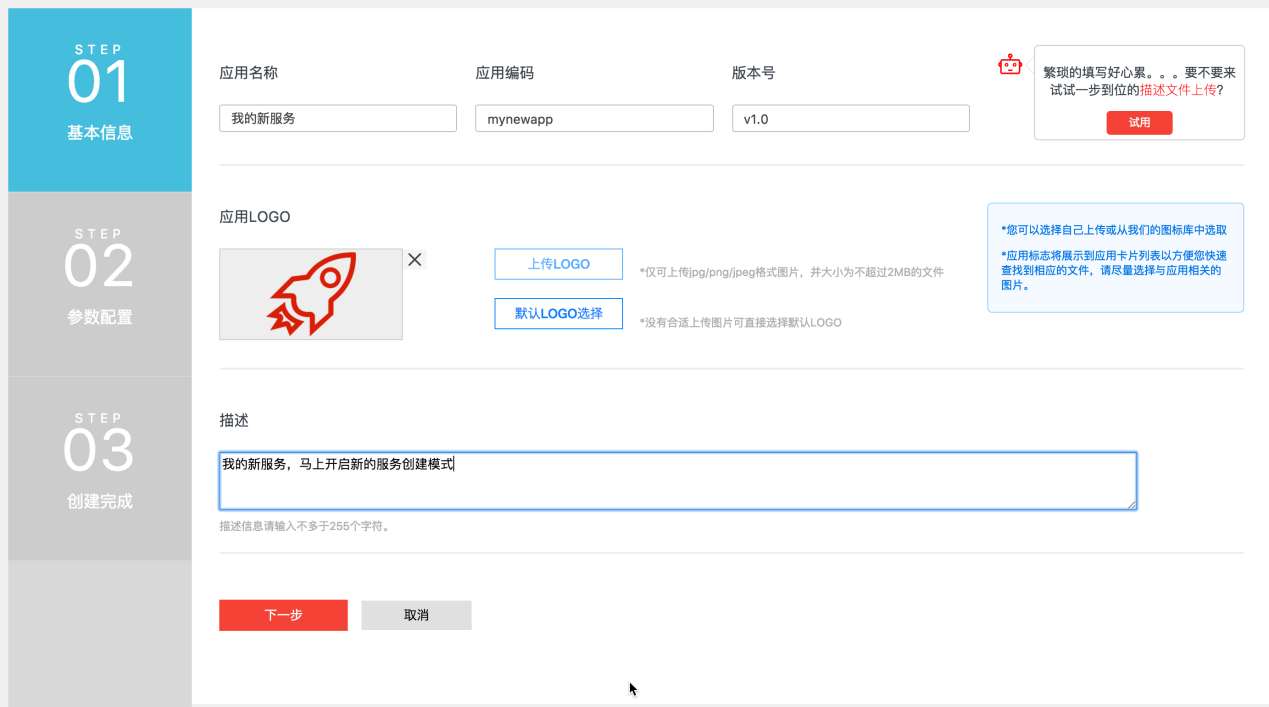 STEP
01
基本信息
STEP
02
参数配置
STEP
03
创建完成
应用名称
应用编码
版本号
我的新服务
mynewapp
v1.0
繁琐的填写好心累。。。要不要来
试试一步到位的描述文件上传?
试用
应用LOGO
上传LOGO
*仅可上传jpg/png/jpeg格式图片，并大小为不超过2MB的文件
默认LOGO选择
*没有合适上传图片可直接选择默认LOGO
*您可以选择自己上传或从我们的图标库中选取
*应用标志将展示到应用卡片列表以方便您快速
查找到相应的文件，请尽量选择与应用相关的
图片。
描述
我的新服务，马上开启新的服务创建模式
描述信息请输入不多于255个字符。
下一步
取消